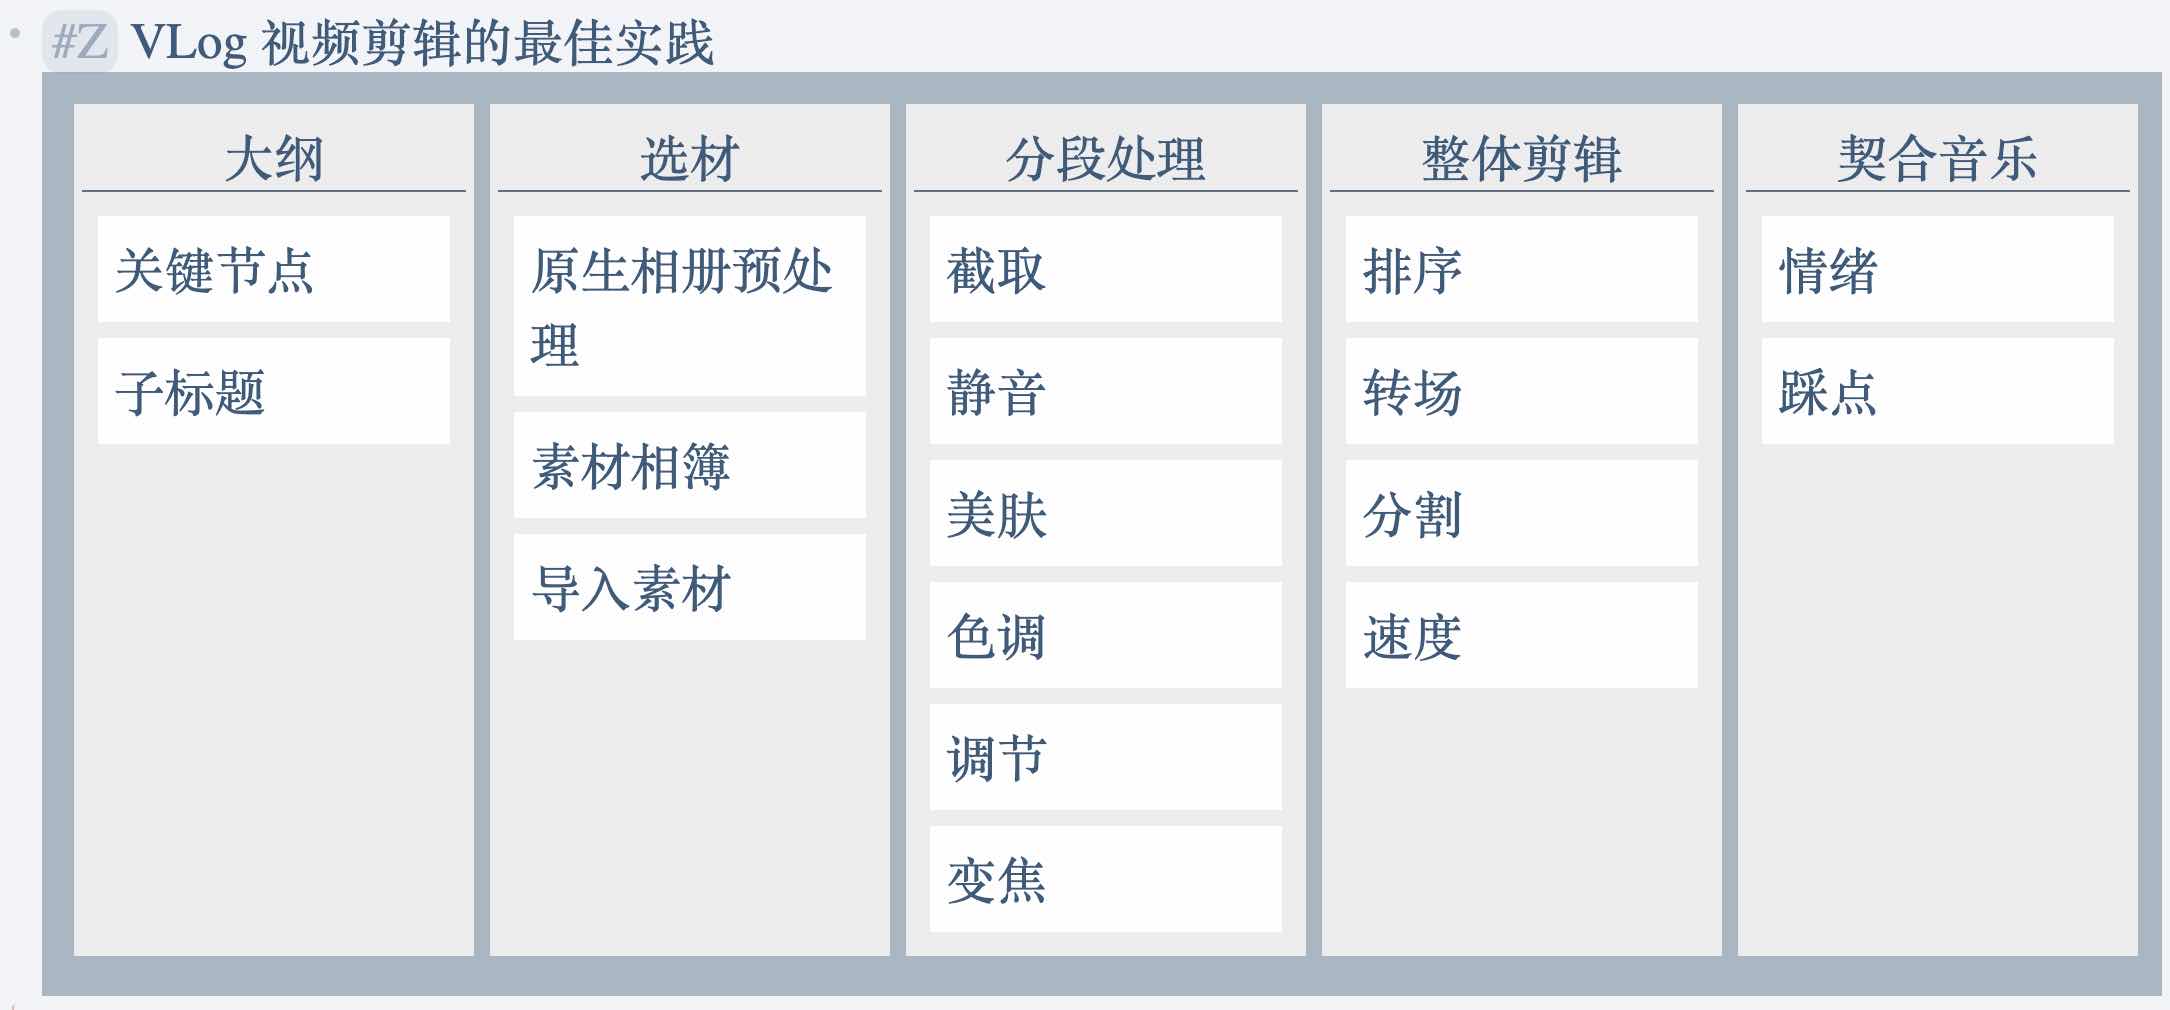 #Z VLog 视频剪辑的最佳实践
大纲
关键节点
子标题
选材
原生相册预处
理
素材相簿
导入素材
分段处理
截取
静音
美肤
色调
调节
变焦
整体剪辑
排序
转场
分割
速度
契合音乐
情绪
踩点